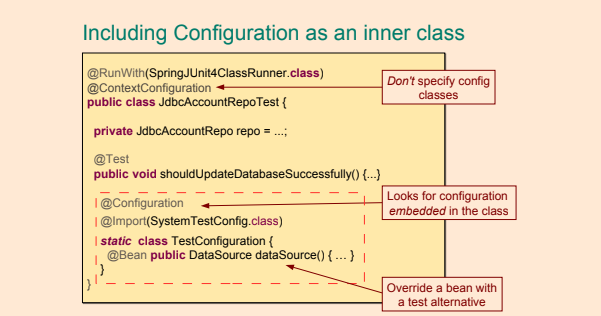 Including Configuration as an inner class
@RunWith(SpringJUnit4ClassRunner.class)
@ContextConfiguration
public class JdbcAccountRepoTest {
Don't specify config
classes
private JdbcAccountRepo repo = ...;
@Test
public void shouldUpdateDatabaseSuccessfully() {...}
@Configuration
Looks for configuration
embedded in the class
@Import(SystemTestConfig.class)
static class TestConfiguration {
@Bean public DataSource dataSource() { … }
}
}
Override a bean with
a test alternative